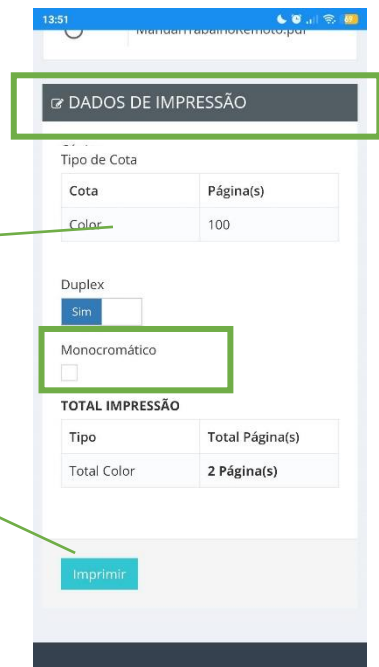 13:51
MandarTrabalhoRemoto.pdf
DADOS DE IMPRESSÃO
Tipo de Cota
Cota Página(s)
Color 100
Duplex
Sim
Monocromático
TOTAL IMPRESSÃO
Tipo Total Página(s)
Total Color 2 Página(s)
Imprimir